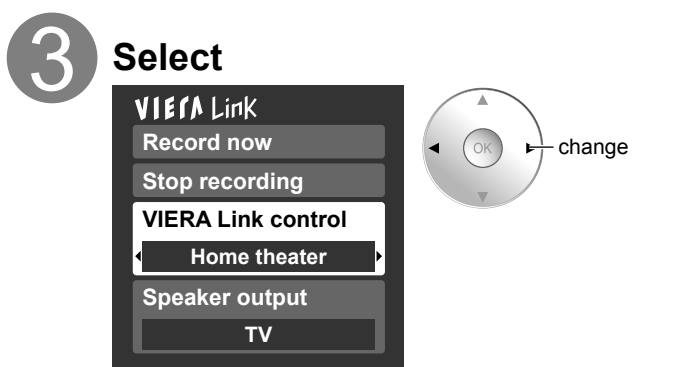 3
Select
VIERA Link
Record now
Stop recording
VIERA Link control
Home theater
Speaker output
TV
OK
change